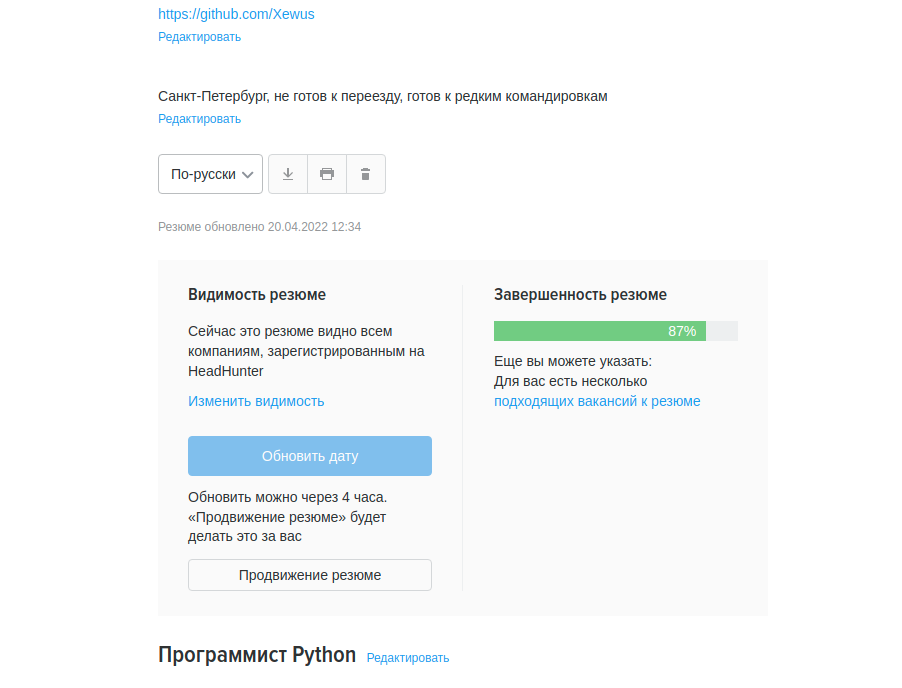 https://github.com/Xewus
Редактировать
Санкт-Петербург, не готов к переезду, готов к редким командировкам
Редактировать
По-русски
Резюме обновлено 20.04.2022 12:34
Видимость резюме
Сейчас это резюме видно всем
компаниям, зарегистрированным на
HeadHunter
Изменить видимость
Обновить дату
Обновить можно через 4 часа.
«Продвижение резюме» будет
делать это за вас
Продвижение резюме
Завершенность резюме
87%
Еще вы можете указать:
Для вас есть несколько
подходящих вакансий к резюме
Программист Python Редактировать